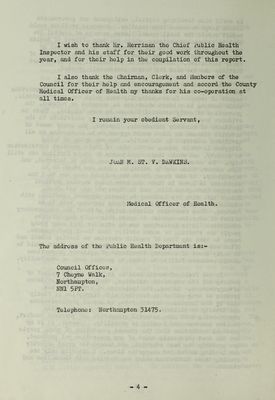 I wish to thank Mr. Merriman the Chief Public Health
Inspector and his staff for their good work throughout the
year, and for their help in the compilation of this report.
I also thank the Chairman, Clerk, and Members of the
Council for their help and encouragement and accord the County
Medical Officer of Health my thanks for his co-operation at
all times.
I remain your obedient Servant,
JOAN M. ST. V. DAWKINS.
Medical Officer of Health.
The address of the Public Health Department is:-
Council Offices,
7 Cheyne Walk,
Northampton,
NN1 5PT.
Telephone: Northampton 31475.
- 4 -